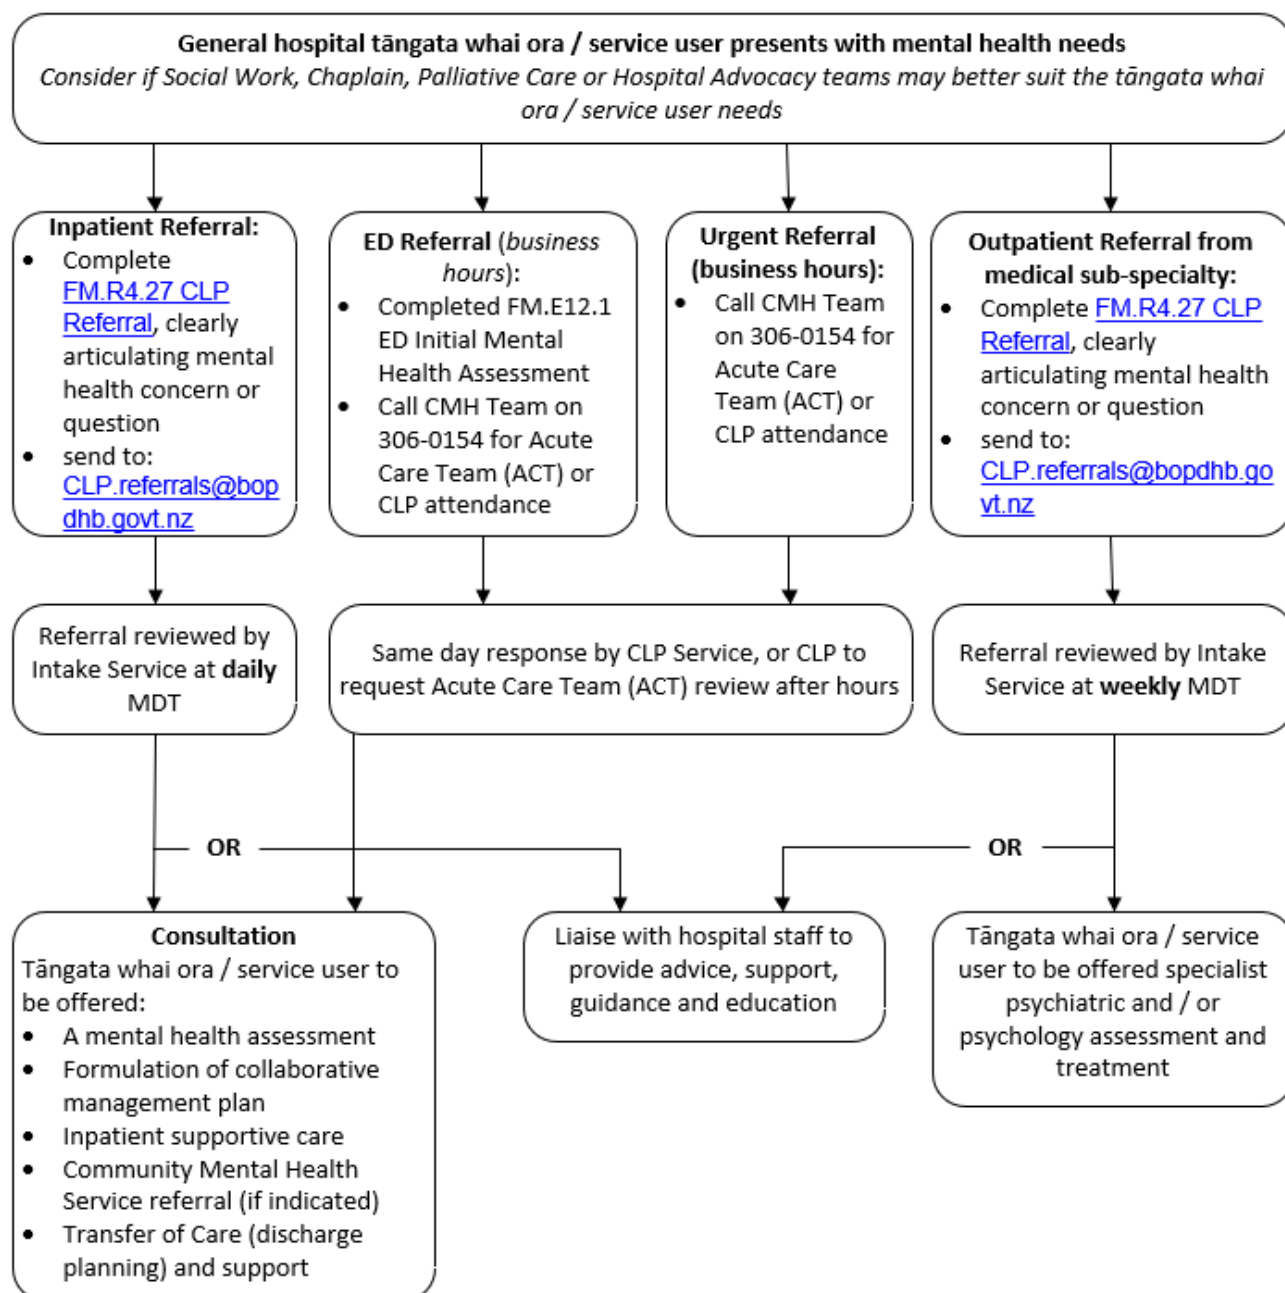 General hospital tāngata whai ora / service user presents with mental health needs
Consider if Social Work, Chaplain, Palliative Care or Hospital Advocacy teams may better suit the tāngata whai
ora / service user needs
Inpatient Referral:
• Complete
FM.R4.27 CLP
Referral, clearly
articulating mental
health concern or
question
• send to:
CLP.referrals@bop
dhb.govt.nz
ED Referral (business
hours):
• Completed FM.E12.1
ED Initial Mental
Health Assessment
• Call CMH Team on
306-0154 for Acute
Care Team (ACT) or
CLP attendance
Urgent Referral
(business hours):
• Call CMH Team
on 306-0154 for
Acute Care
Team (ACT) or
CLP attendance
Outpatient Referral from
medical sub-specialty:
• Complete FM.R4.27 CLP
Referral, clearly
articulating mental health
concern or question
• send to:
CLP.referrals@bopdhb.go
vt.nz
Referral reviewed by
Intake Service at daily
MDT
Same day response by CLP Service, or CLP to
request Acute Care Team (ACT) review after hours
Referral reviewed by Intake
Service at weekly MDT
OR
OR
Consultation
Tāngata whai ora / service user to
be offered:
• A mental health assessment
• Formulation of collaborative
management plan
• Inpatient supportive care
• Community Mental Health
Service referral (if indicated)
• Transfer of Care (discharge
planning) and support
Liaise with hospital staff to
provide advice, support,
guidance and education
Tāngata whai ora / service
user to be offered specialist
psychiatric and / or
psychology assessment and
treatment